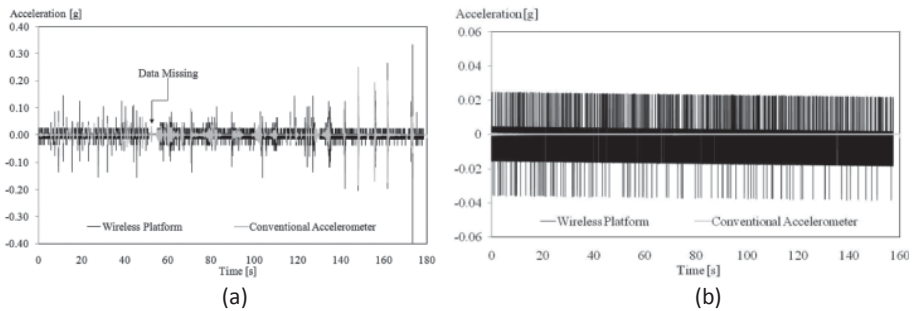 Acceleration [g]
0.40
0.30
0.20
0.10
0.00
-0.10
-0.20
-0.30
-0.40
Data Missing
Wireless Platform
Conventional Accelerometer
0 20 40 60 80 100 120 140 160 180
Time [s]
(a)
Acceleration[g]
0.06
0.04
0.02
0
-0.02
-0.04
-0.06
Wireless Platform
Conventional Accelerometer
0 20 40 60 80 100 120 140 160
Time [s]
(b)